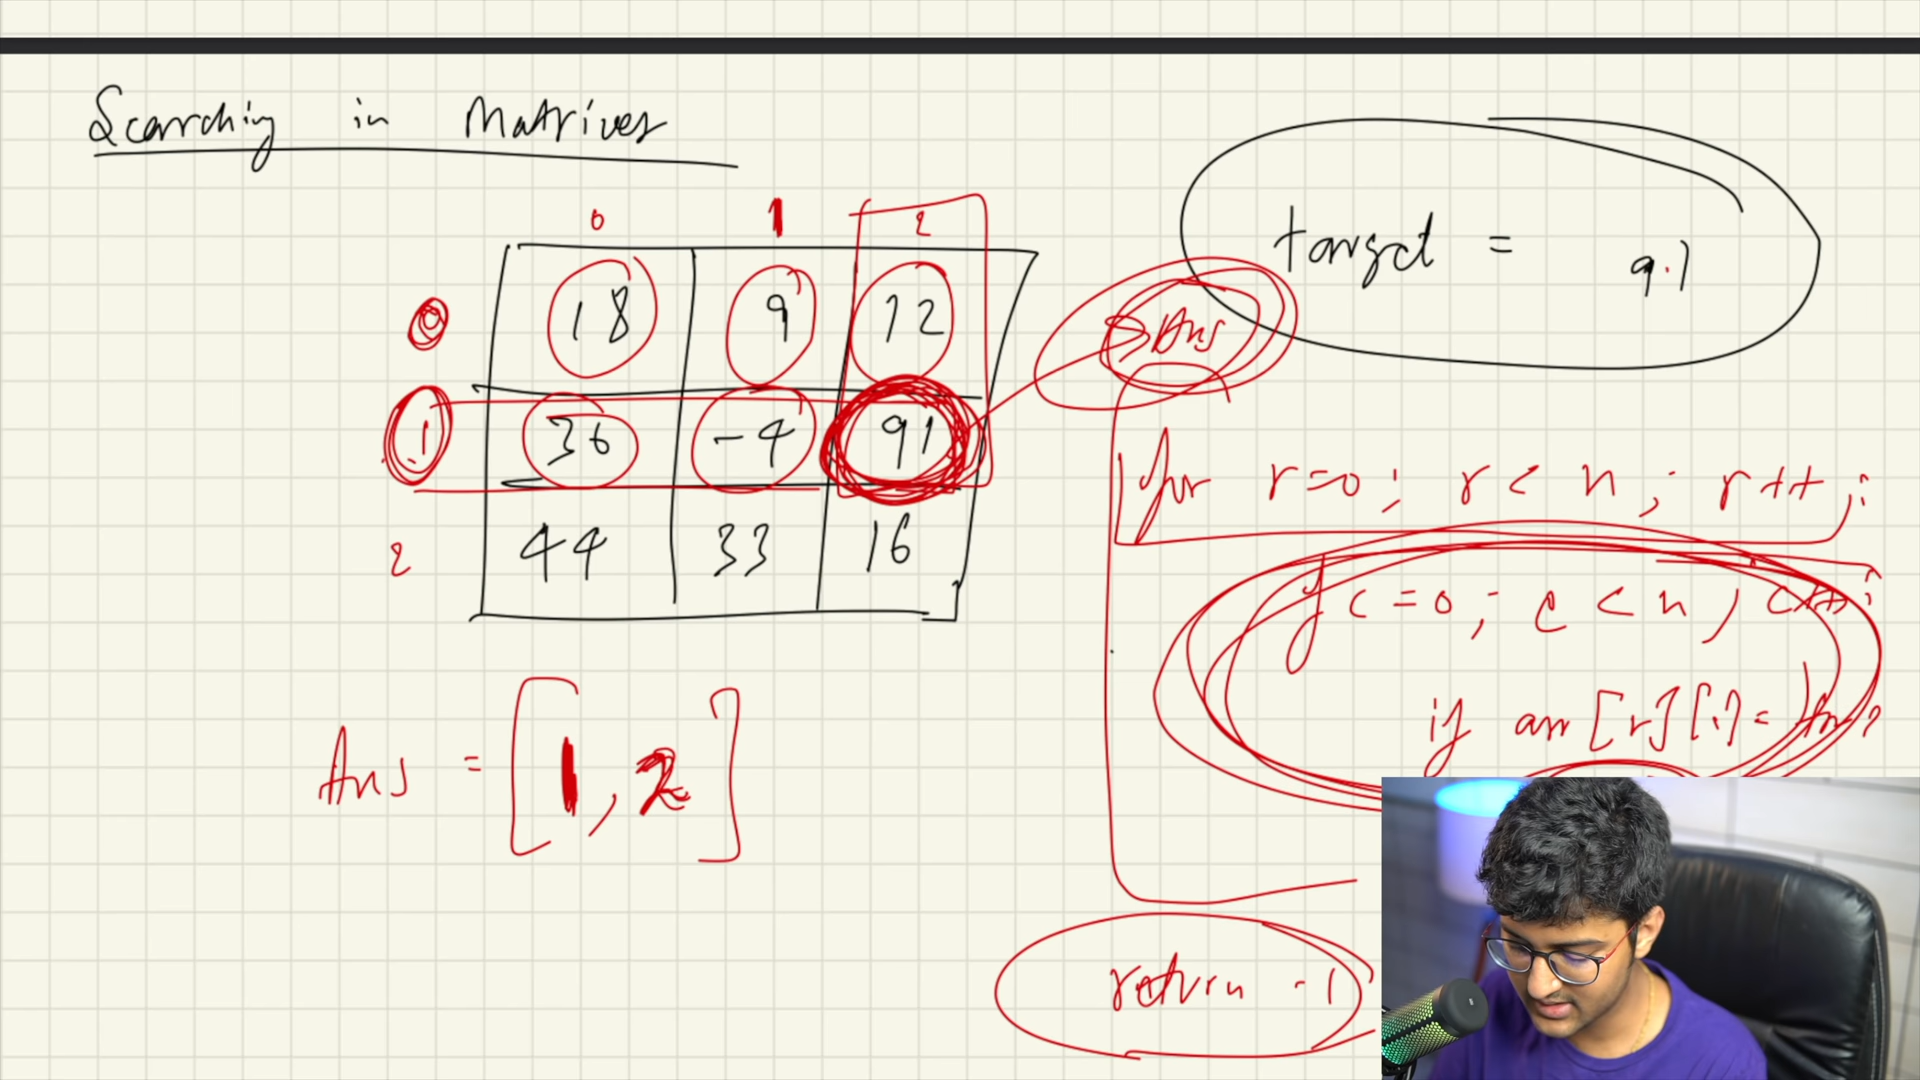 Searching in Matrices
0 1 2
target = 91
0 18 9 12
Ans
1 36 -4 91
for r=0; r < n; r++;
2 44 33 16
f c=0; c < n; c++;
if arr[r][i] =
Ans = [1, 2]
return -1